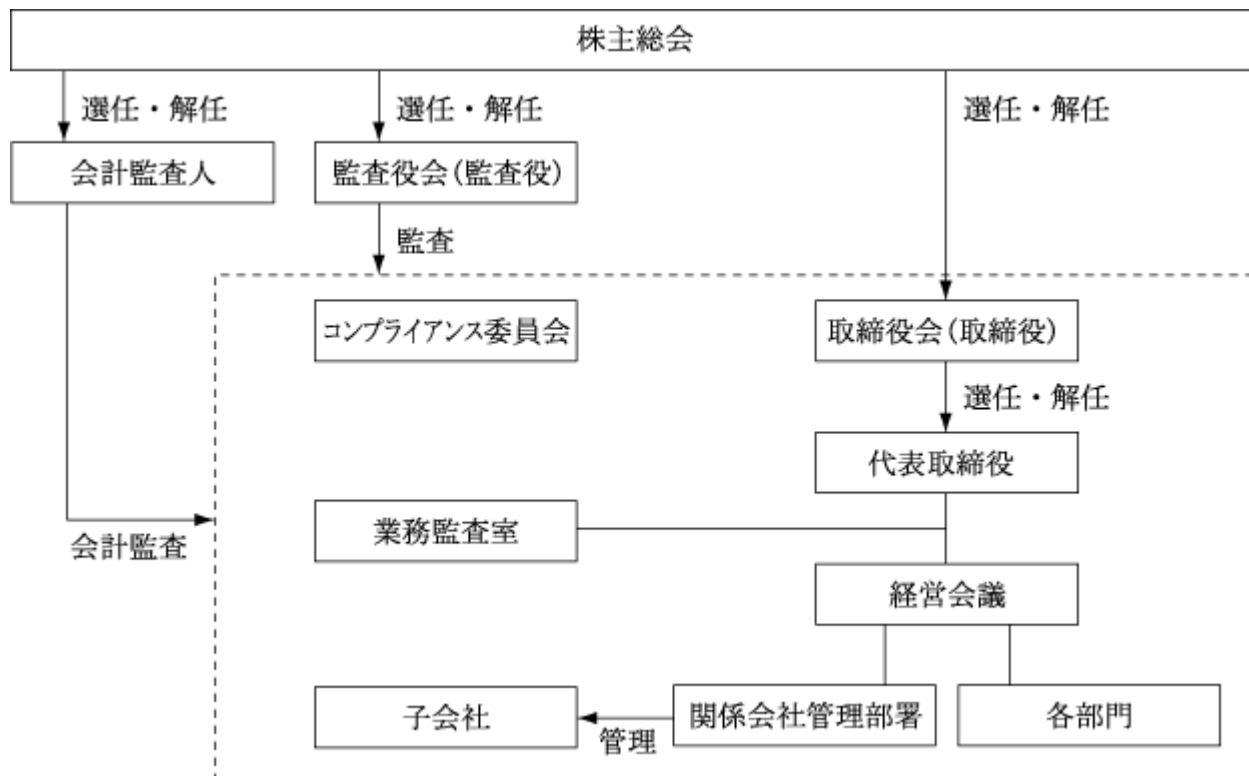 株主総会
選任・解任
選任・解任
選任・解任
会計監査人
監査役会(監査役)
監査
コンプライアンス委員会
取締役会(取締役)
選任・解任
代表取締役
業務監査室
会計監査
経営会議
子会社
管理
関係会社管理部署
各部門